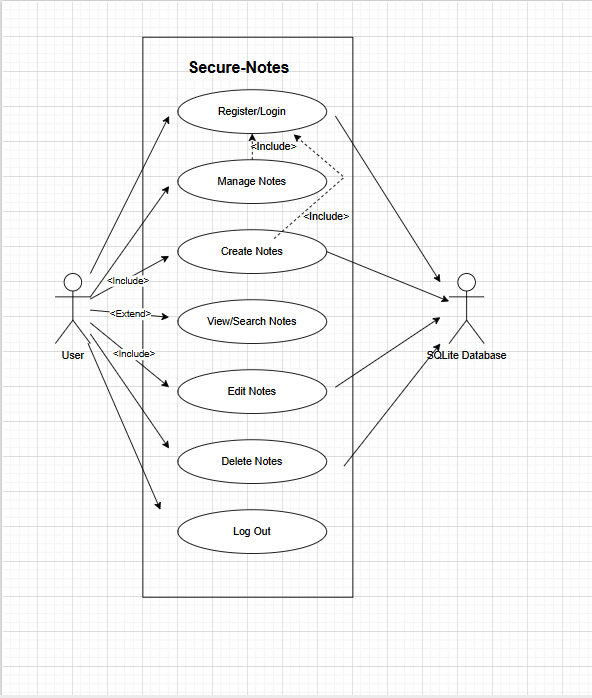 Secure-Notes
Register/Login
<Include>
Manage Notes
<Include>
Create Notes
<Include>
<Extend>
View/Search Notes
<Include>
User
SQLite Database
Edit Notes
Delete Notes
Log Out